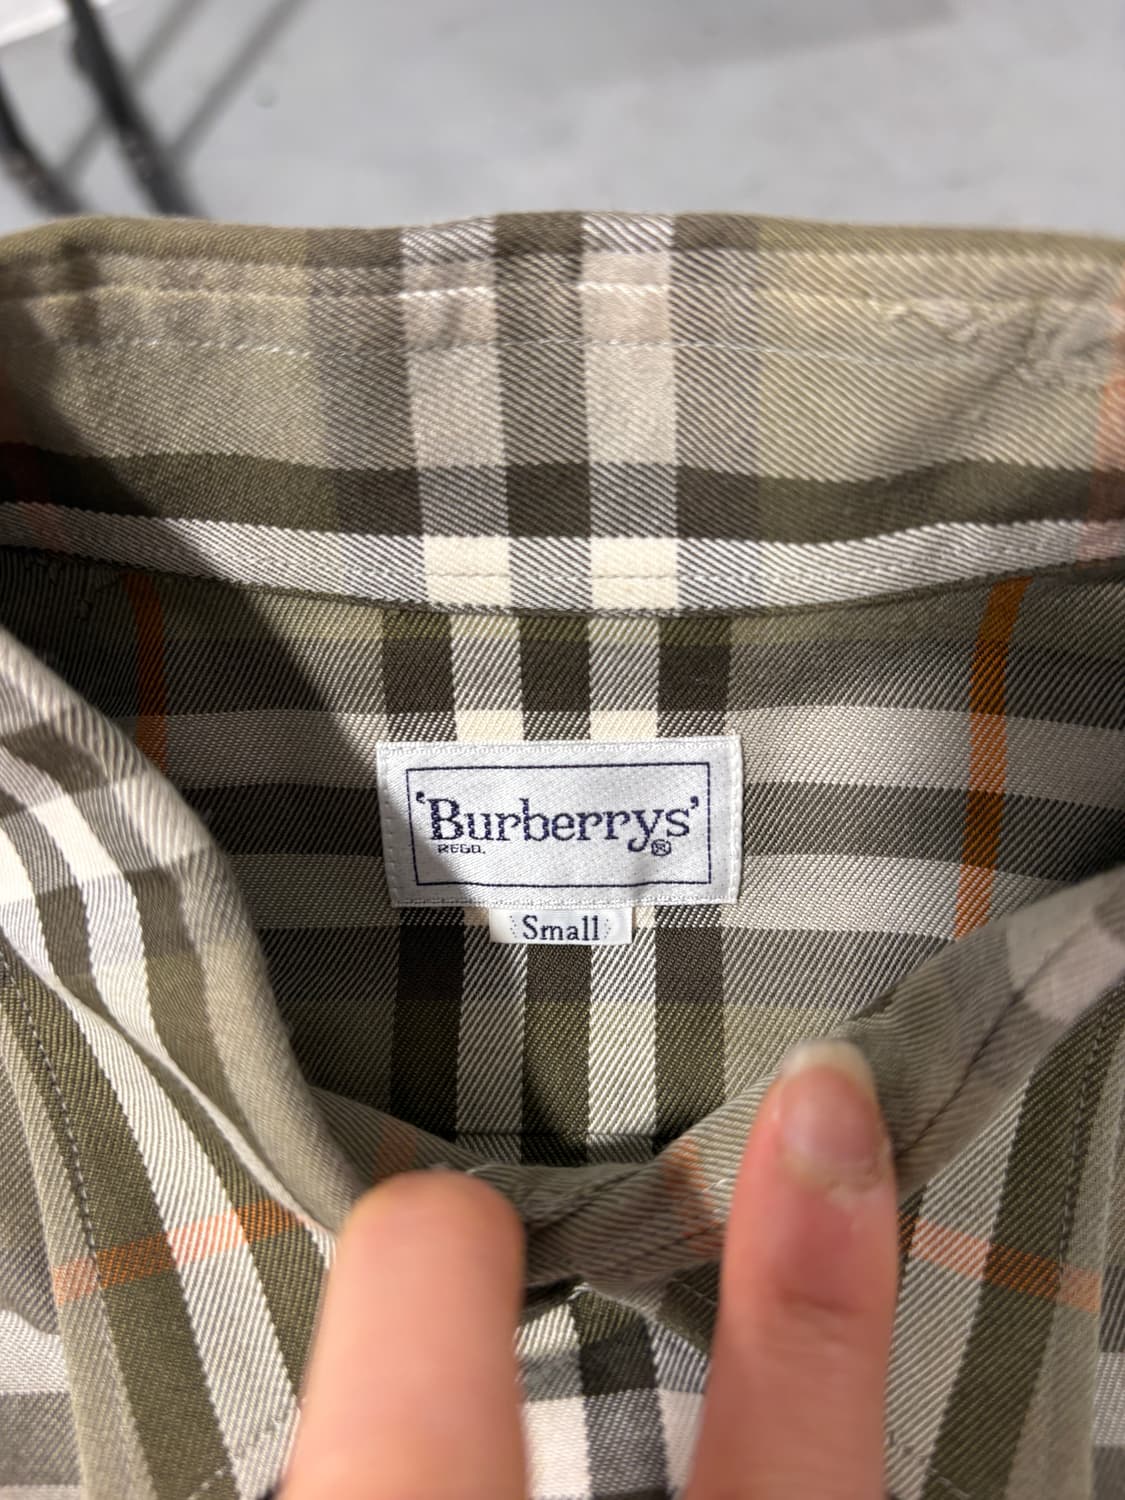 'Burberrys'
REGD. ®
Small